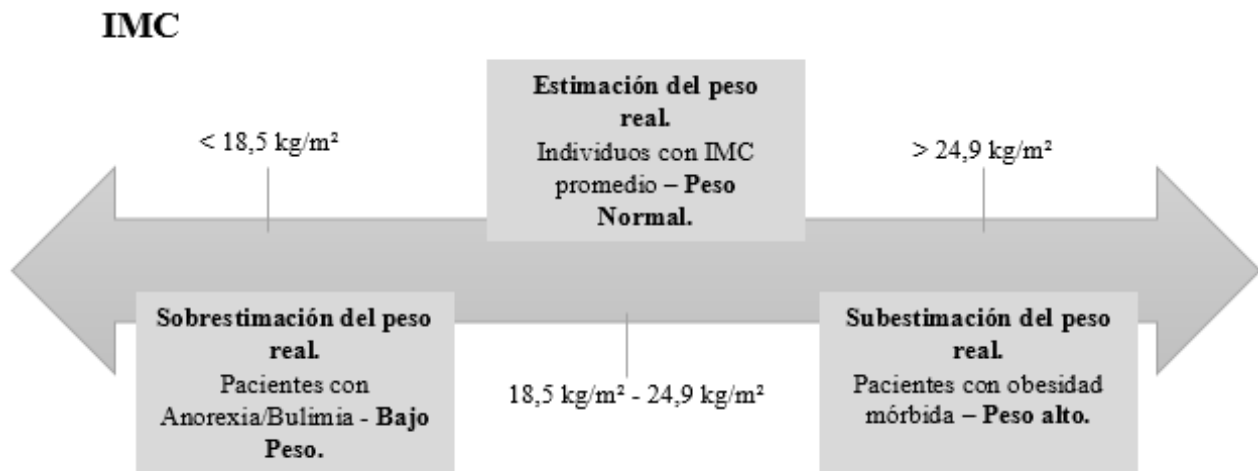 IMC
Estimación del peso
real.
Individuos con IMC
promedio – Peso
Normal.
< 18,5 kg/m²
> 24,9 kg/m²
Sobrestimación del peso
real.
Pacientes con
Anorexia/Bulimia - Bajo
Peso.
18,5 kg/m² - 24,9 kg/m²
Subestimación del peso
real.
Pacientes con obesidad
mórbida – Peso alto.